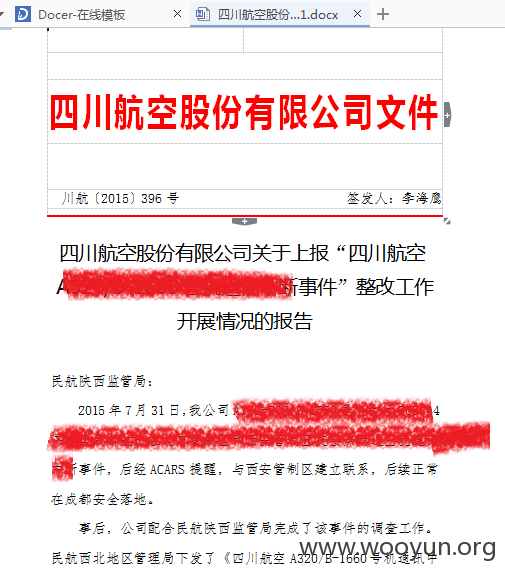 Docer-在线模板
四川航空股份...1.docx
四川航空股份有限公司文件
川航〔2015〕396 号
签发人：李海鹰
四川航空股份有限公司关于上报“四川航空
断事件”整改工作
开展情况的报告
民航陕西监管局：
2015 年 7 月 31 日,我公司
4
断事件，后经 ACARS 提醒，与西安管制区建立联系，后续正常
在成都安全落地。
事后，公司配合民航陕西监管局完成了该事件的调查工作。
民航西北地区管理局下发了《四川航空 A320/B-1660 号机
www.wooyun.org